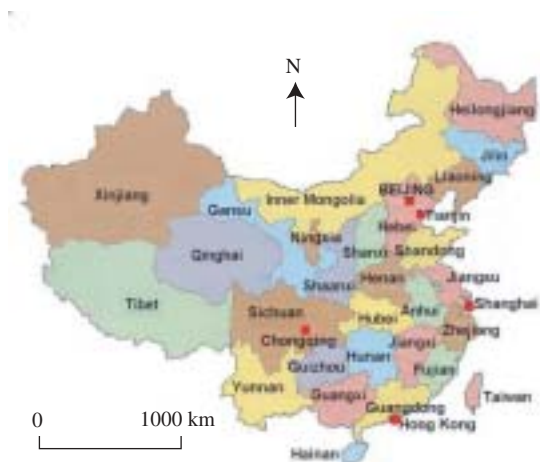 N
Heilongjiang
Jilin
Liaoning
Xinjiang
Inner Mongolia
BEIJING
Gansu
Tianjin
Hebei
Ningxia
Shanxi
Shandong
Qinghai
Shaanxi
Henan
Jiangsu
Tibet
Sichuan
Anhui
Shanghai
Hubei
Chongqing
Zhejiang
Hunan
Jiangxi
Guizhou
Fujian
Yunnan
Guangxi
Guangdong
Taiwan
Hong Kong
Hainan
0 1000 km